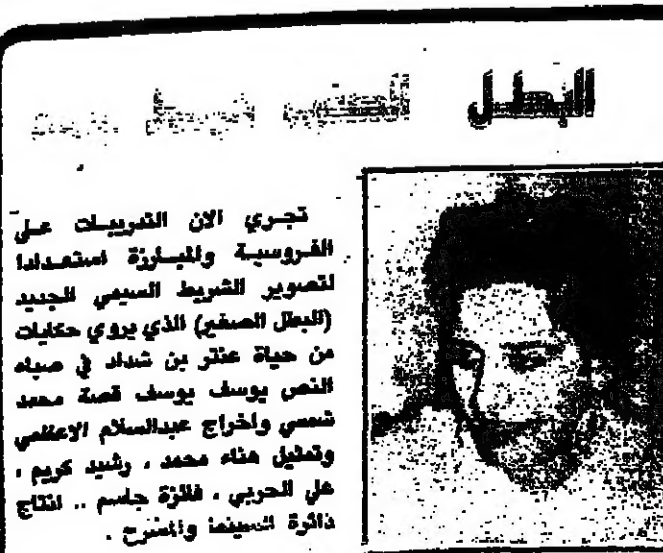 البطل
تجري الان التدريبات على
الفروسية والمبارزة استعدادا
لتصوير الشريط السيمي الجديد
(البطل الصغير) الذي يروي حكايات
من حياة عنتر بن شداد في صباه
النص يوسف يوسف قصة محمد
شمسي واخراج عبدالسلام الاعظمي
وتمثيل هناء محمد ، رشيد كريم ،
علي الحربي ، فائزة جاسم .. انتاج
دائرة السينما والمسرح .